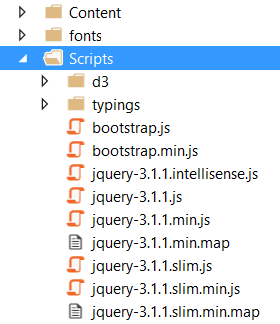 Content
fonts
Scripts
d3
typings
bootstrap.js
bootstrap.min.js
jquery-3.1.1.intellisense.js
jquery-3.1.1.js
jquery-3.1.1.min.js
jquery-3.1.1.min.map
jquery-3.1.1.slim.js
jquery-3.1.1.slim.min.js
jquery-3.1.1.slim.min.map